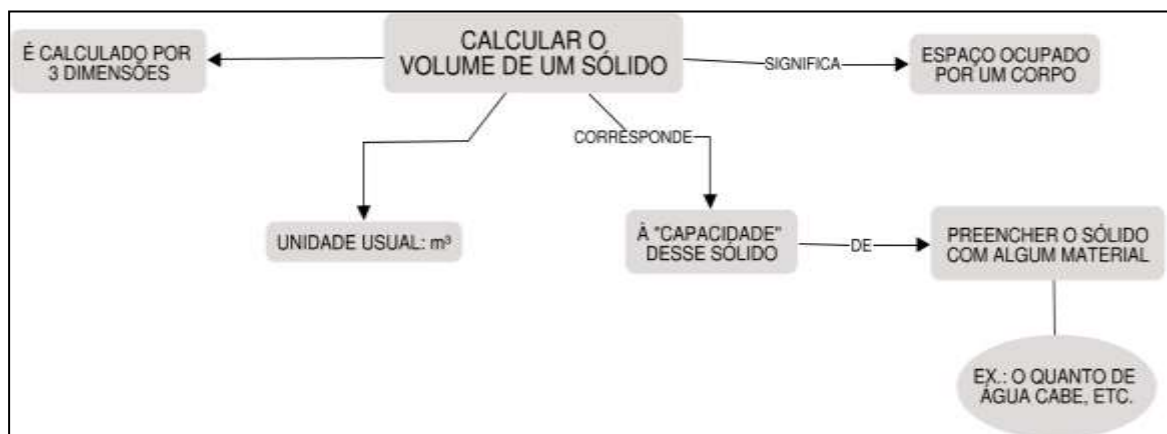 É CALCULADO POR
3 DIMENSÕES
CALCULAR O
VOLUME DE UM SÓLIDO
SIGNIFICA
ESPAÇO OCUPADO
POR UM CORPO
CORRESPONDE
UNIDADE USUAL: m³
À "CAPACIDADE"
DESSE SÓLIDO
DE
PREENCHER O SÓLIDO
COM ALGUM MATERIAL
EX.: O QUANTO DE
ÁGUA CABE, ETC.